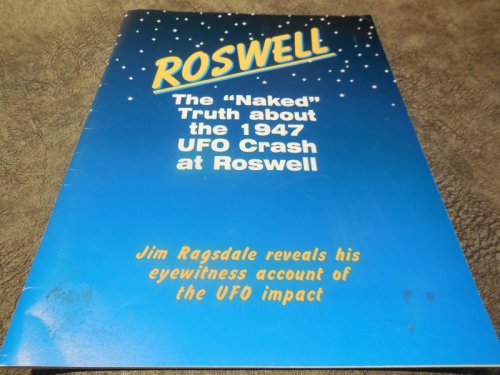 ROSWELL
The "Naked"
Truth about
the 1947
UFO Crash
at Roswell
Jim Ragsdale reveals his
eyewitness account of
the UFO impact